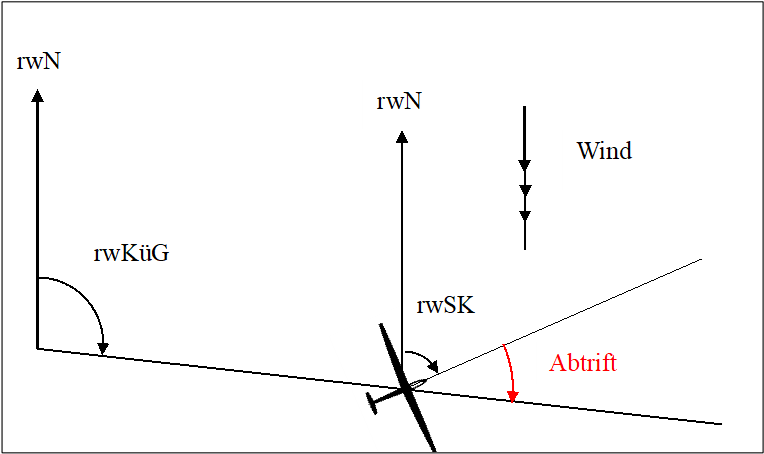 rwN
rwN
Wind
rwKüG
rwSK
Abtrift